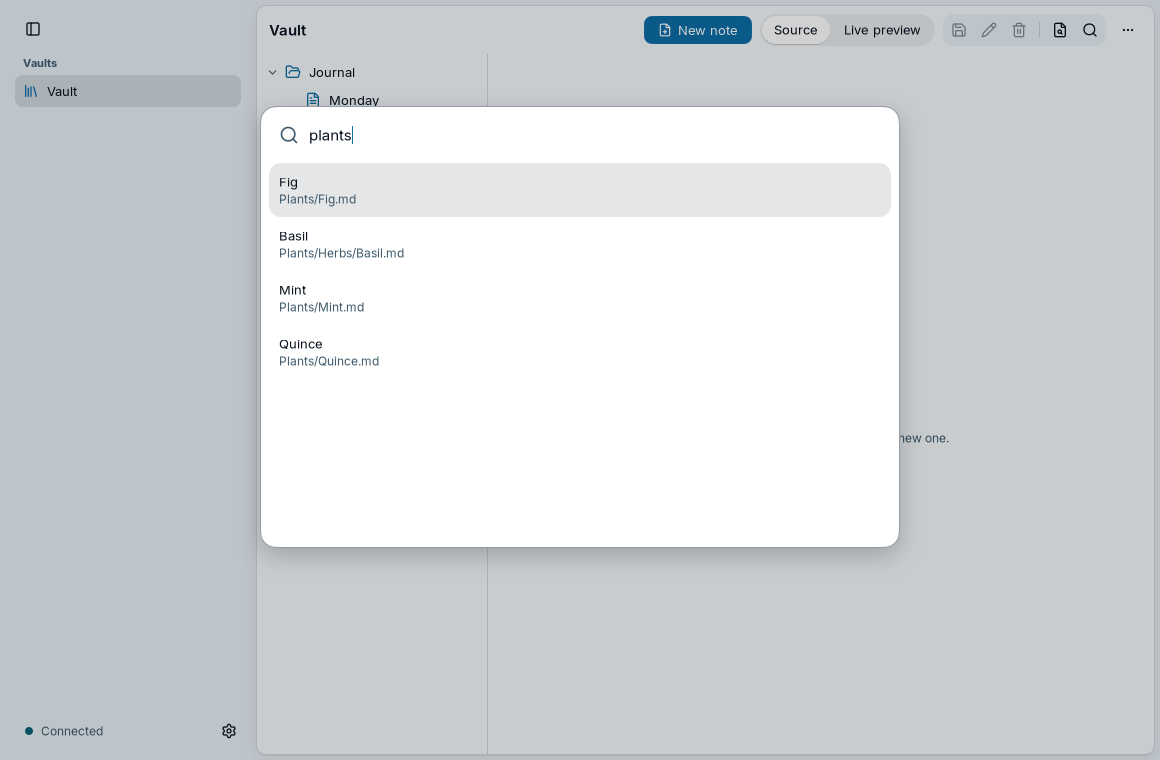 Vault
New note
Source
Live preview
Vaults
Vault
Journal
Monday
plants
Fig
Plants/Fig.md
Basil
Plants/Herbs/Basil.md
Mint
Plants/Mint.md
Quince
Plants/Quince.md
new one.
Connected